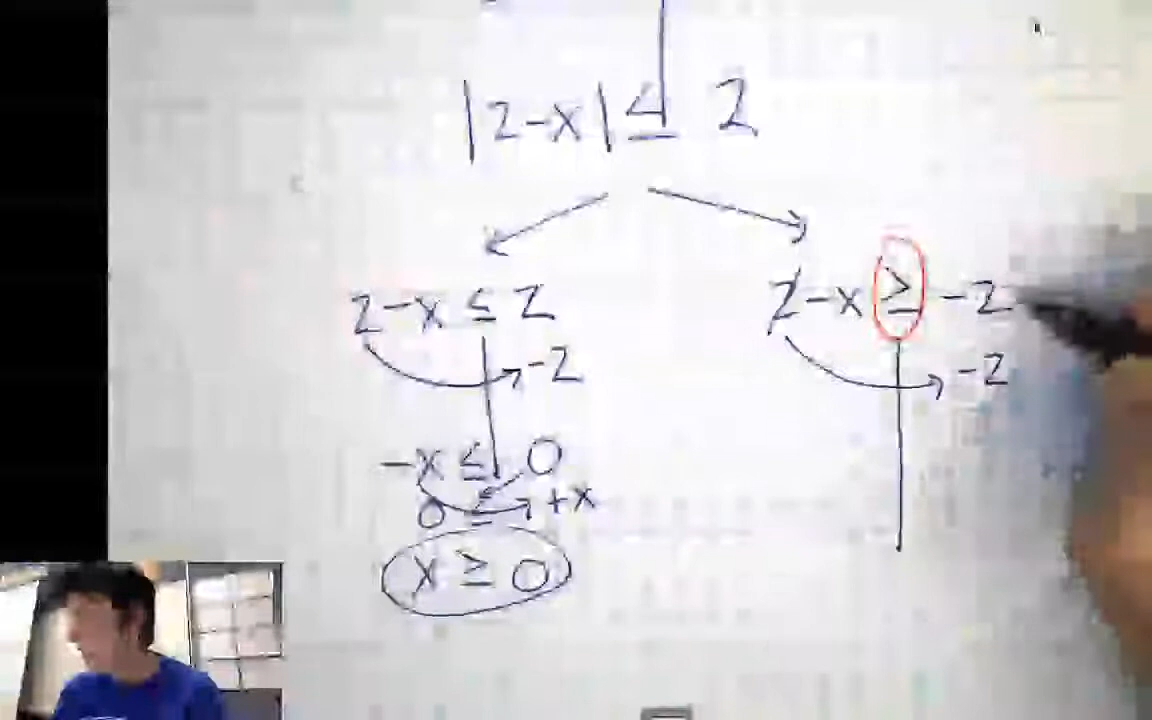 |2-x| ≤ 2
2-x ≤ 2
-2
-x ≤ 0
0 ≤ +x
x ≥ 0
2-x ≥ -2
-2